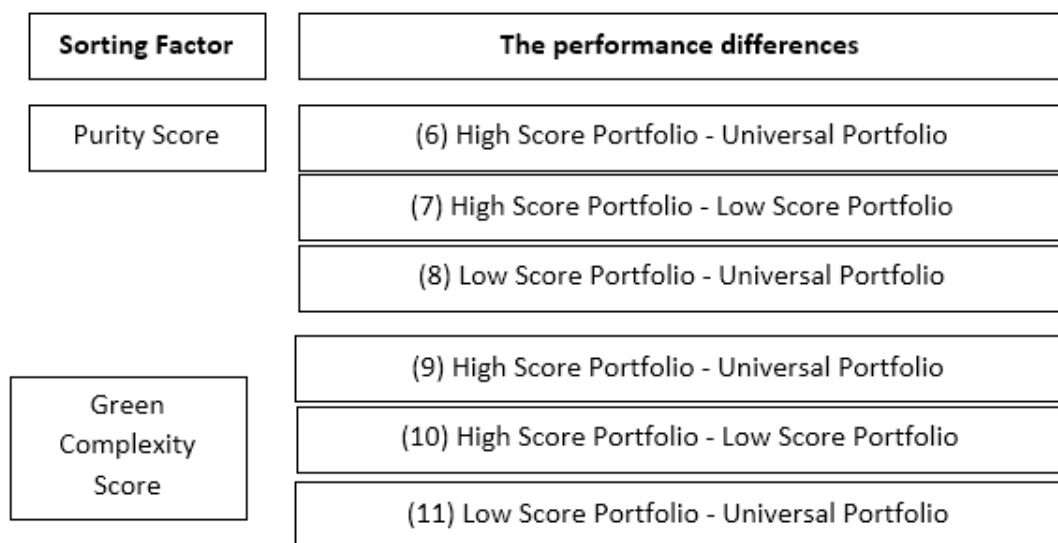 Sorting Factor
The performance differences
Purity Score
(6) High Score Portfolio - Universal Portfolio
(7) High Score Portfolio - Low Score Portfolio
(8) Low Score Portfolio - Universal Portfolio
Green
Complexity
Score
(9) High Score Portfolio - Universal Portfolio
(10) High Score Portfolio - Low Score Portfolio
(11) Low Score Portfolio - Universal Portfolio